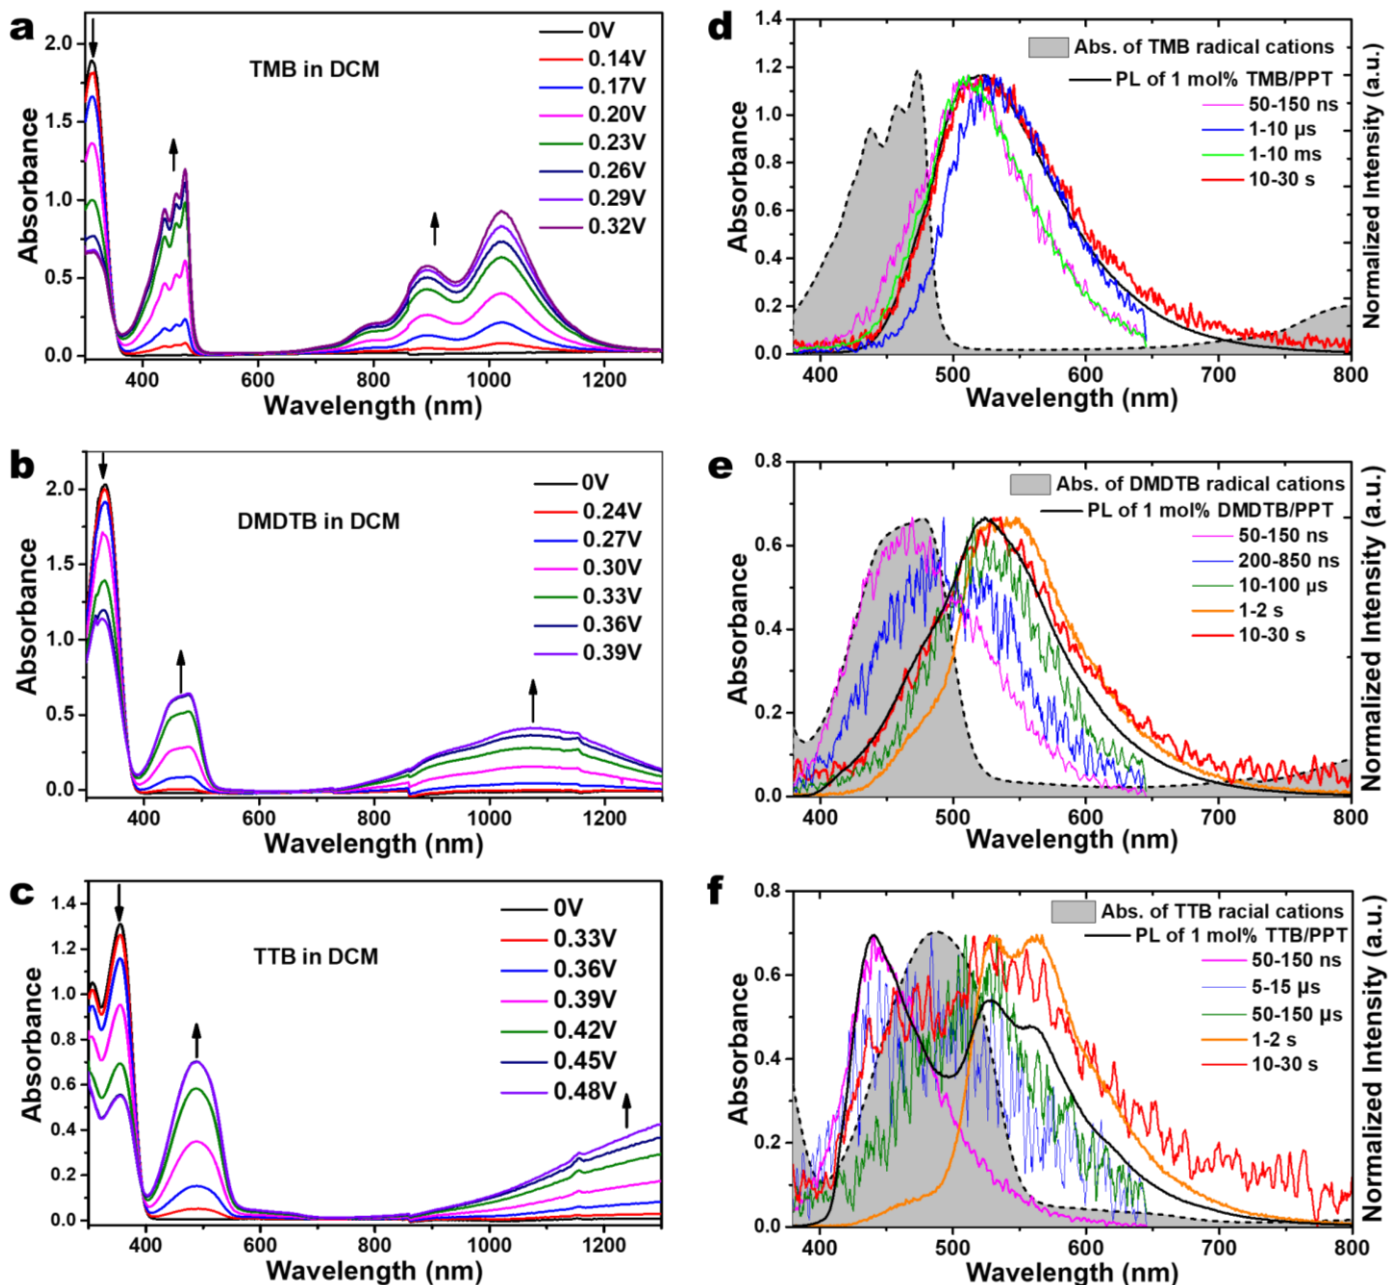 a
TMB in DCM
0V
0.14V
0.17V
0.20V
0.23V
0.26V
0.29V
0.32V
Absorbance
2.0
1.5
1.0
0.5
0.0
400 600 800 1000 1200
Wavelength (nm)
d
Abs. of TMB radical cations
PL of 1 mol% TMB/PPT
50-150 ns
1-10 µs
1-10 ms
10-30 s
Absorbance
Normalized Intensity (a.u.)
1.4
1.2
1.0
0.8
0.6
0.4
0.2
0.0
400 500 600 700 800
Wavelength (nm)
b
DMDTB in DCM
0V
0.24V
0.27V
0.30V
0.33V
0.36V
0.39V
Absorbance
2.0
1.5
1.0
0.5
0.0
400 600 800 1000 1200
Wavelength (nm)
e
Abs. of DMDTB radical cations
PL of 1 mol% DMDTB/PPT
50-150 ns
200-850 ns
10-100 µs
1-2 s
10-30 s
Absorbance
Normalized Intensity (a.u.)
0.8
0.6
0.4
0.2
0.0
400 500 600 700 800
Wavelength (nm)
c
TTB in DCM
0V
0.33V
0.36V
0.39V
0.42V
0.45V
0.48V
Absorbance
1.4
1.2
1.0
0.8
0.6
0.4
0.2
0.0
400 600 800 1000 1200
Wavelength (nm)
f
Abs. of TTB racial cations
PL of 1 mol% TTB/PPT
50-150 ns
5-15 µs
50-150 µs
1-2 s
10-30 s
Absorbance
Normalized Intensity (a.u.)
0.8
0.6
0.4
0.2
0.0
400 500 600 700 800
Wavelength (nm)